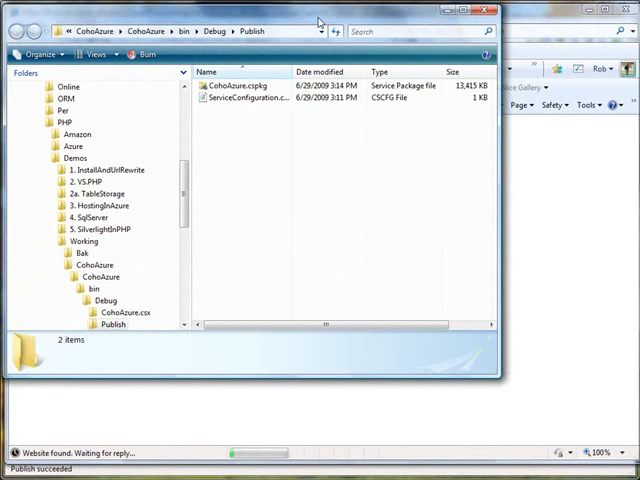 « CohoAzure ▸ CohoAzure ▸ bin ▸ Debug ▸ Publish
Search
Organize Views Burn
Rob
Gallery
Page Safety Tools
Folders
Name Date modified Type Size
Online
ORM
Per
PHP
Amazon
Azure
Demos
1. InstallAndUrlRewrite
2. VS.PHP
2a. TableStorage
3. HostingInAzure
4. SqlServer
5. SilverlightInPHP
Working
Bak
CohoAzure
CohoAzure
bin
Debug
CohoAzure.csx
Publish
CohoAzure.cspkg 6/29/2009 3:14 PM Service Package file 13,415 KB
ServiceConfiguration.c... 6/29/2009 3:11 PM CSCFG File 1 KB
2 items
Website found. Waiting for reply...
100%
Publish succeeded